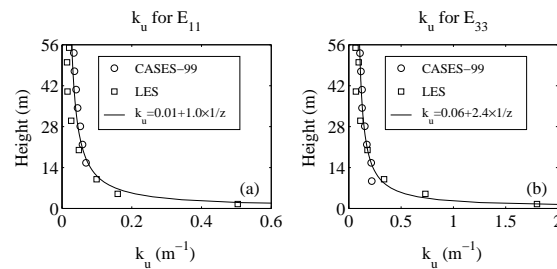 k_u for E_11
Height (m)
56
42
28
14
0
CASES−99
LES
k_u=0.01+1.0×1/z
(a)
0 0.2 0.4 0.6
k_u (m^−1)
k_u for E_33
Height (m)
56
42
28
14
0
CASES−99
LES
k_u=0.06+2.4×1/z
(b)
0 0.5 1 1.5 2
k_u (m^−1)